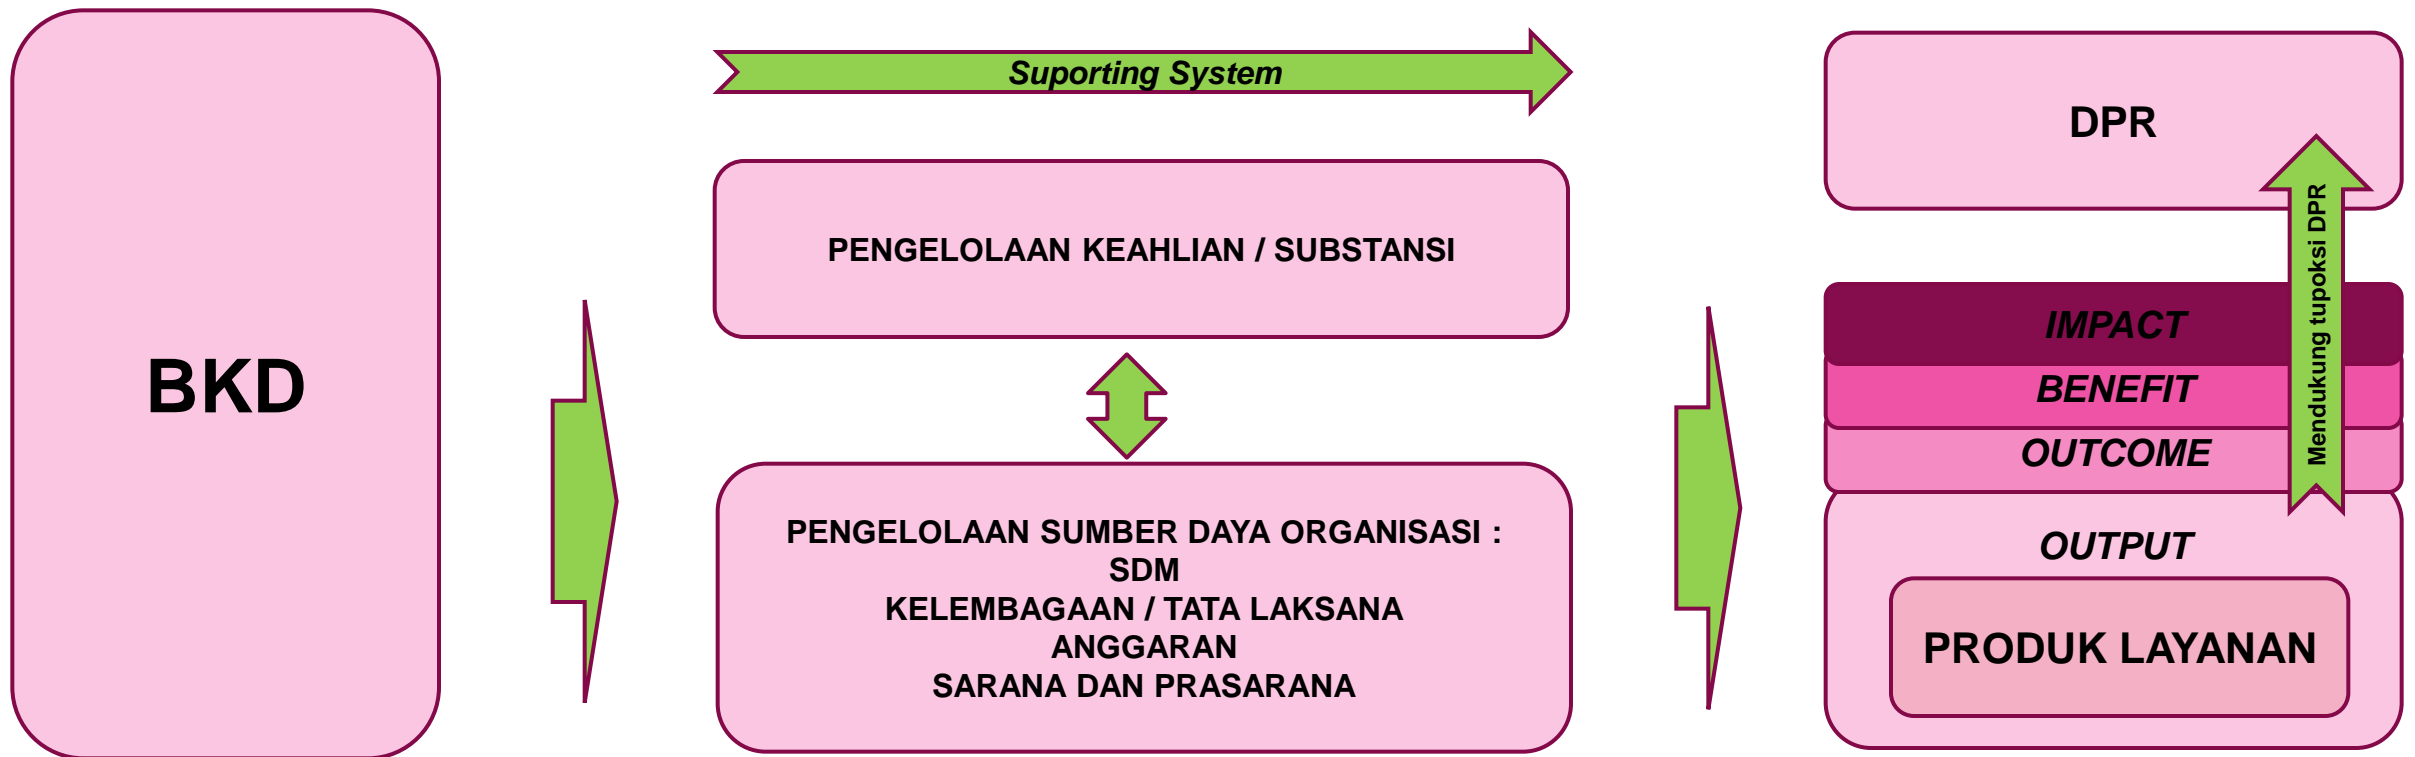 BKD
Suporting System
PENGELOLAAN KEAHLIAN / SUBSTANSI
PENGELOLAAN SUMBER DAYA ORGANISASI :
SDM
KELEMBAGAAN / TATA LAKSANA
ANGGARAN
SARANA DAN PRASARANA
DPR
Mendukung tupoksi DPR
IMPACT
BENEFIT
OUTCOME
OUTPUT
PRODUK LAYANAN